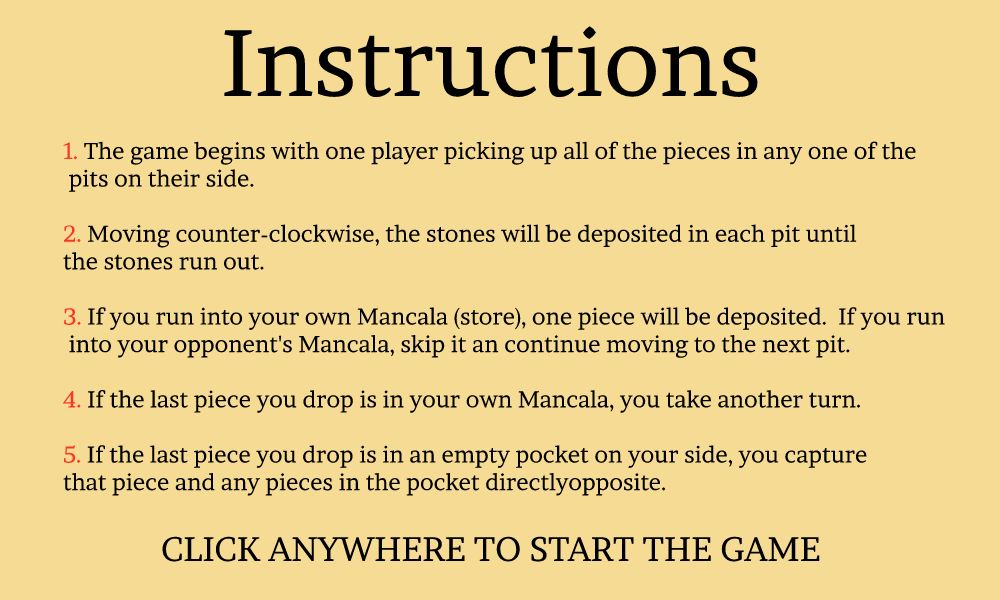 Instructions
1. The game begins with one player picking up all of the pieces in any one of the
pits on their side.
2. Moving counter-clockwise, the stones will be deposited in each pit until
the stones run out.
3. If you run into your own Mancala (store), one piece will be deposited.  If you run
into your opponent's Mancala, skip it an continue moving to the next pit.
4. If the last piece you drop is in your own Mancala, you take another turn.
5. If the last piece you drop is in an empty pocket on your side, you capture
that piece and any pieces in the pocket directlyopposite.
CLICK ANYWHERE TO START THE GAME